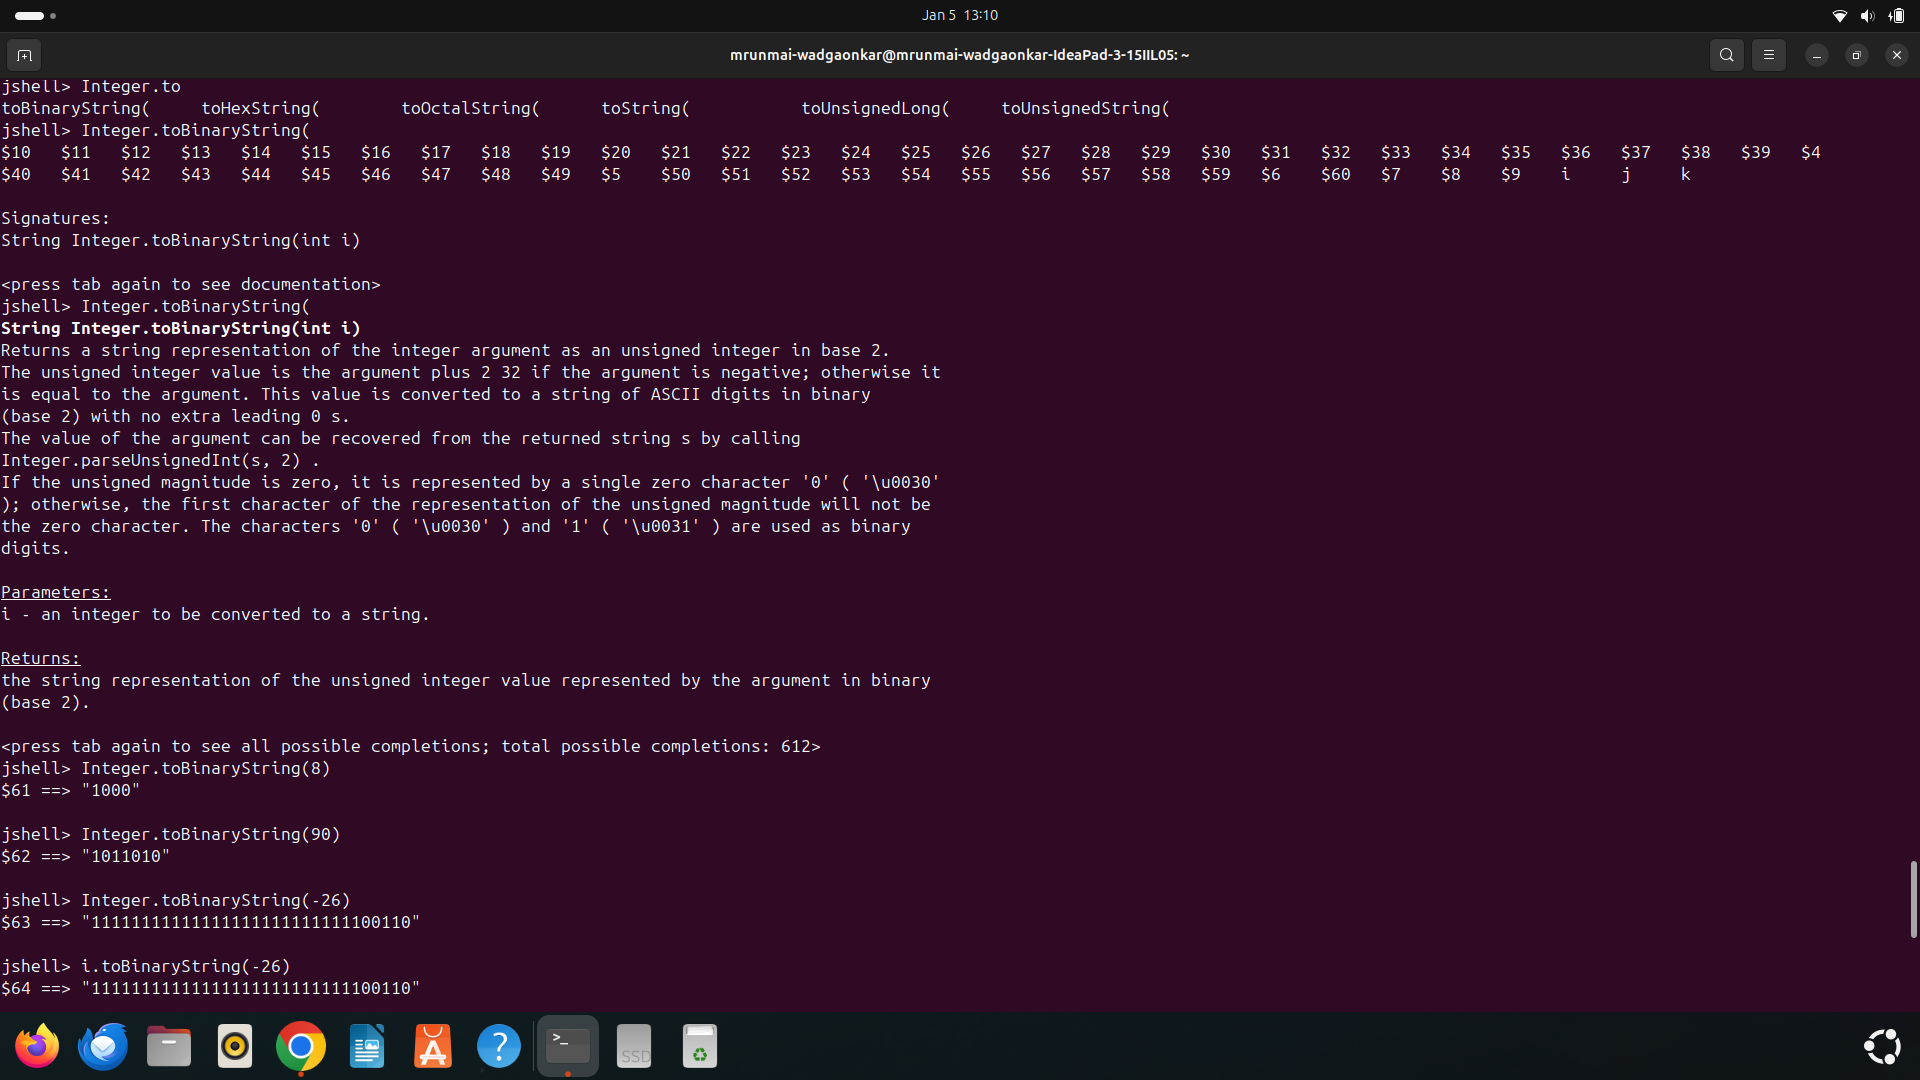 Jan 5 13:10
mrunmai-wadgaonkar@mrunmai-wadgaonkar-IdeaPad-3-15IIL05: ~
jshell> Integer.to
toBinaryString( toHexString( toOctalString( toString( toUnsignedLong( toUnsignedString(
jshell> Integer.toBinaryString(
$10 $11 $12 $13 $14 $15 $16 $17 $18 $19 $20 $21 $22 $23 $24 $25 $26 $27 $28 $29 $30 $31 $32 $33 $34 $35 $36 $37 $38 $39 $4
$40 $41 $42 $43 $44 $45 $46 $47 $48 $49 $5 $50 $51 $52 $53 $54 $55 $56 $57 $58 $59 $6 $60 $7 $8 $9 i j k
Signatures:
String Integer.toBinaryString(int i)
<press tab again to see documentation>
jshell> Integer.toBinaryString(
String Integer.toBinaryString(int i)
Returns a string representation of the integer argument as an unsigned integer in base 2.
The unsigned integer value is the argument plus 2 32 if the argument is negative; otherwise it
is equal to the argument. This value is converted to a string of ASCII digits in binary
(base 2) with no extra leading 0 s.
The value of the argument can be recovered from the returned string s by calling
Integer.parseUnsignedInt(s, 2) .
If the unsigned magnitude is zero, it is represented by a single zero character '0' ( '\u0030'
); otherwise, the first character of the representation of the unsigned magnitude will not be
the zero character. The characters '0' ( '\u0030' ) and '1' ( '\u0031' ) are used as binary
digits.
Parameters:
i - an integer to be converted to a string.
Returns:
the string representation of the unsigned integer value represented by the argument in binary
(base 2).
<press tab again to see all possible completions; total possible completions: 612>
jshell> Integer.toBinaryString(8)
$61 ==> "1000"
jshell> Integer.toBinaryString(90)
$62 ==> "1011010"
jshell> Integer.toBinaryString(-26)
$63 ==> "11111111111111111111111111100110"
jshell> i.toBinaryString(-26)
$64 ==> "11111111111111111111111111100110"
>_
SSD